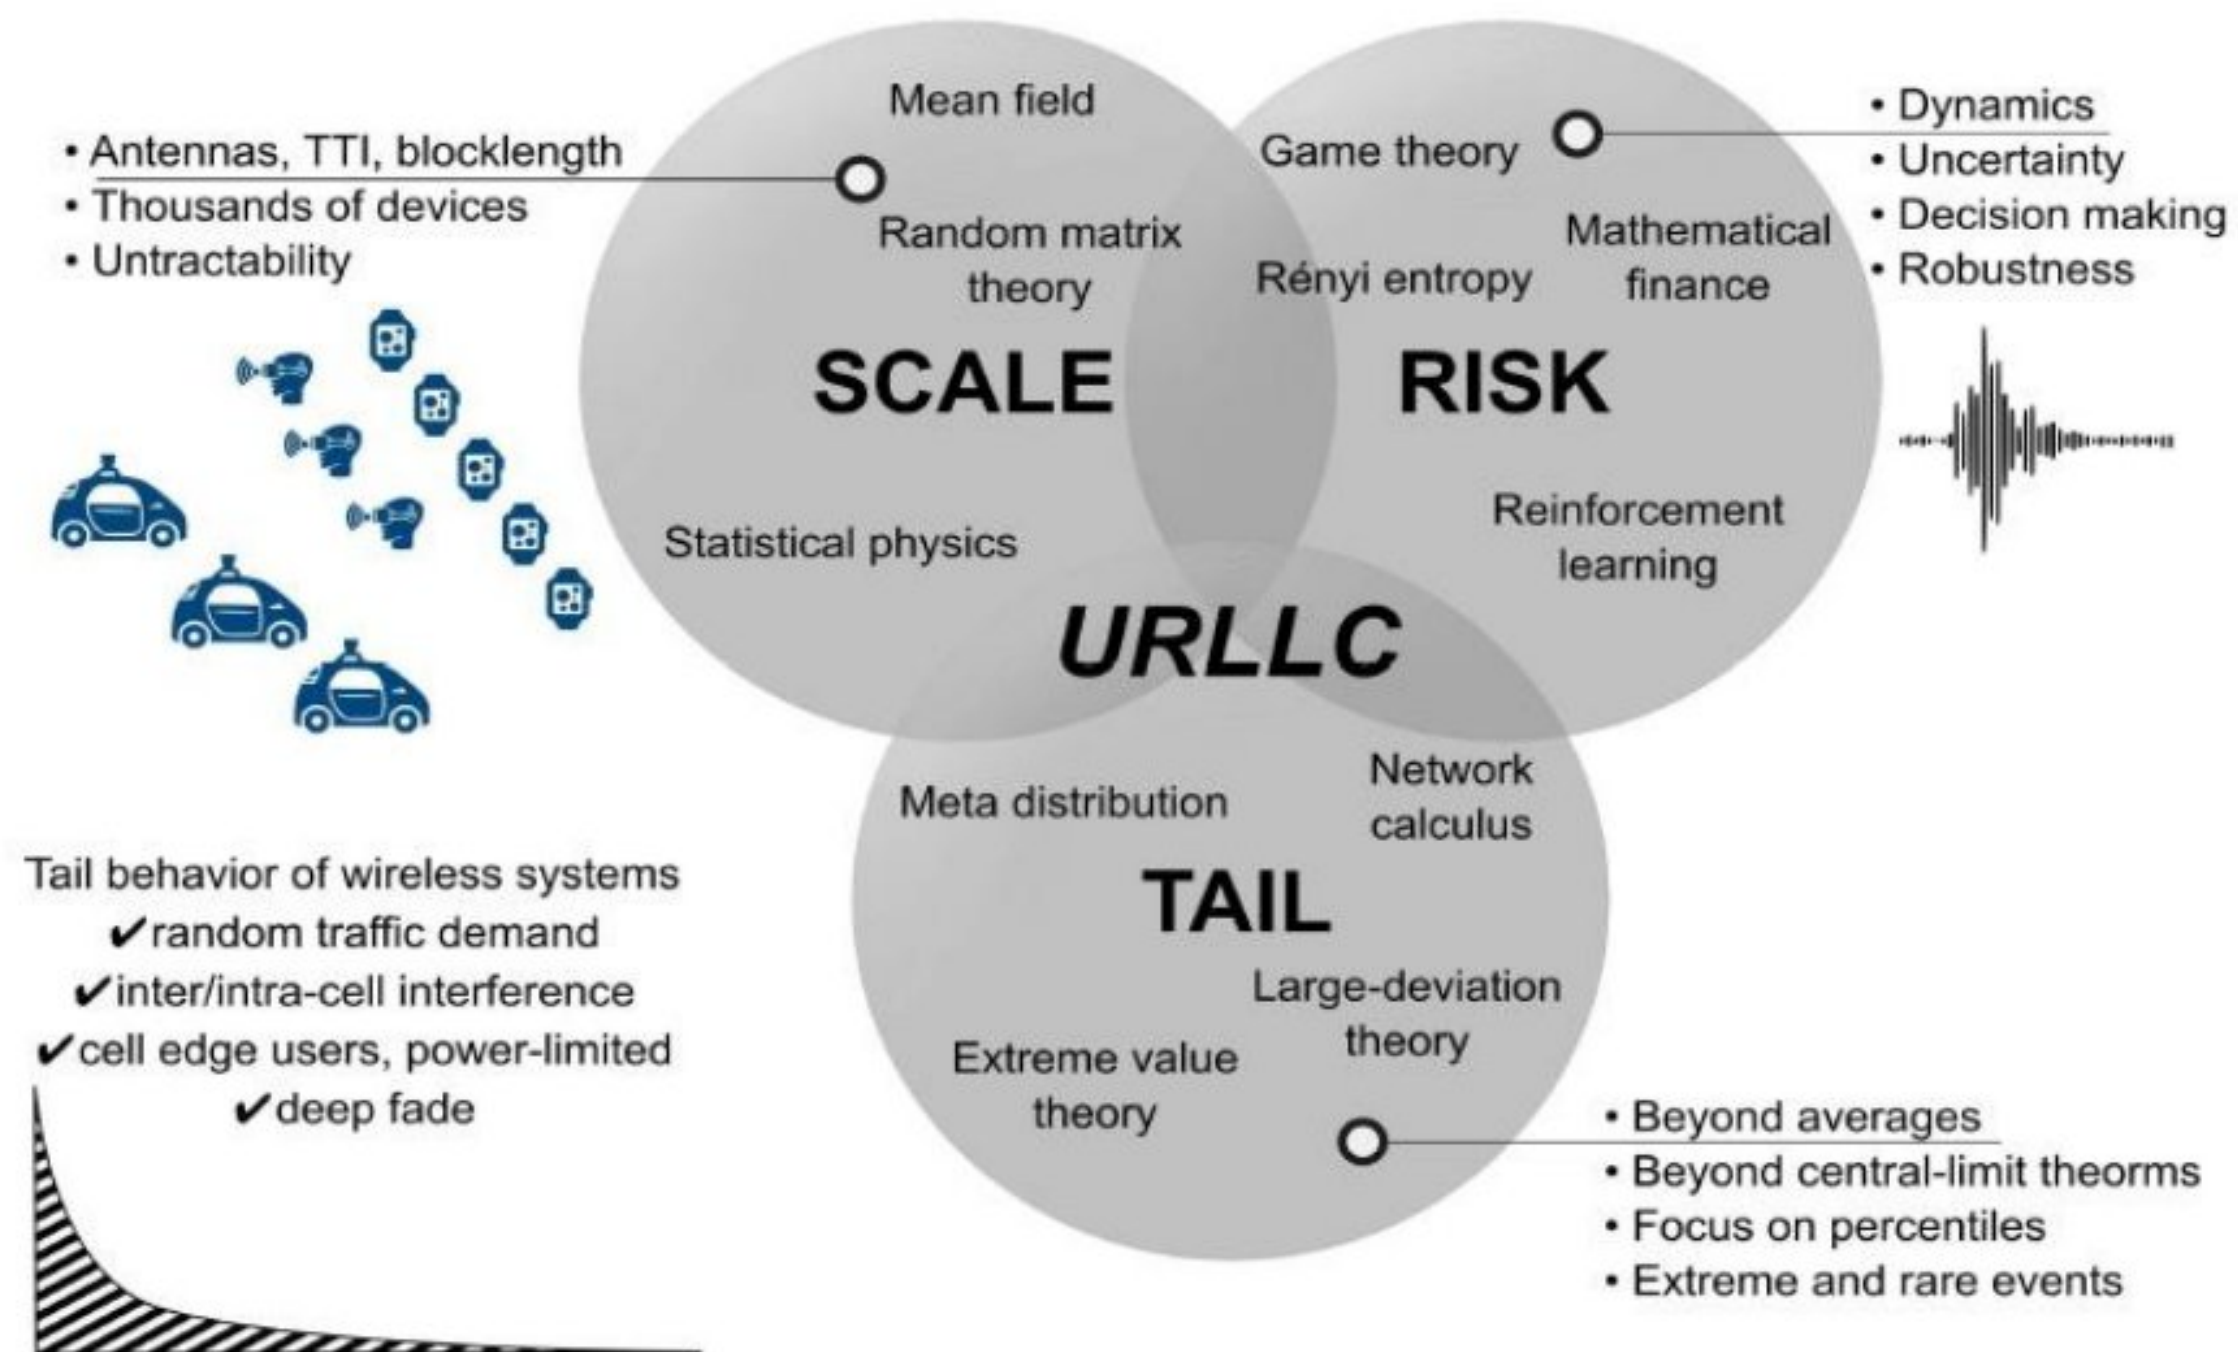 • Antennas, TTI, blocklength
• Thousands of devices
• Untractability
Mean field
Random matrix
theory
SCALE
Statistical physics
Game theory
Mathematical
finance
Rényi entropy
RISK
Reinforcement
learning
• Dynamics
• Uncertainty
• Decision making
• Robustness
URLLC
Meta distribution
Network
calculus
TAIL
Large-deviation
theory
Extreme value
theory
Tail behavior of wireless systems
✔random traffic demand
✔inter/intra-cell interference
✔cell edge users, power-limited
✔deep fade
• Beyond averages
• Beyond central-limit theorms
• Focus on percentiles
• Extreme and rare events